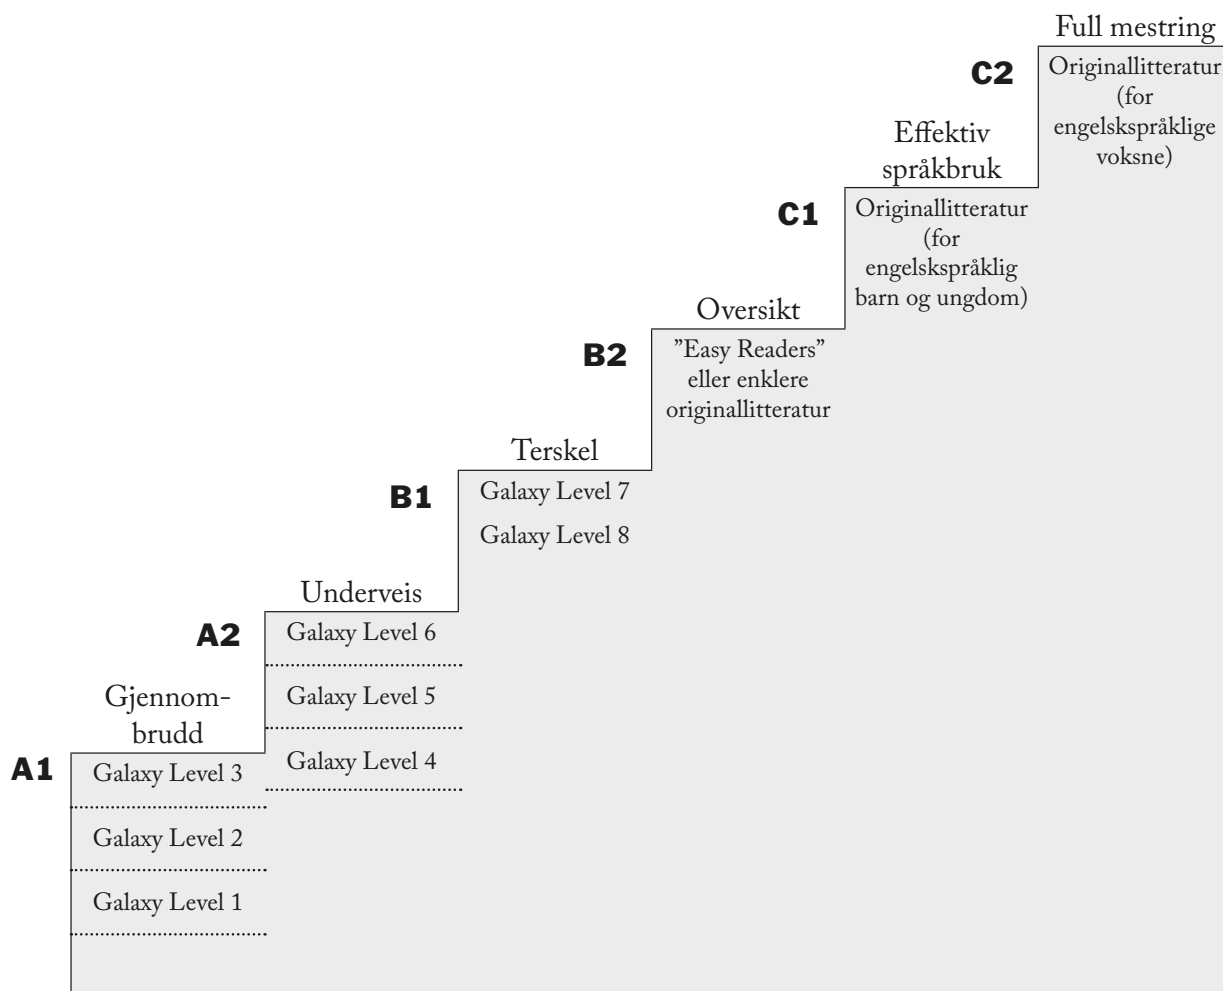 Full mestring
C2
Originallitteratur
(for
engelskspråklige
voksne)
Effektiv
språkbruk
C1
Originallitteratur
(for
engelskspråklig
barn og ungdom)
Oversikt
B2
”Easy Readers”
eller enklere
originallitteratur
Terskel
B1
Galaxy Level 7
Galaxy Level 8
Underveis
A2
Galaxy Level 6
Galaxy Level 5
Galaxy Level 4
Gjennom-
brudd
A1
Galaxy Level 3
Galaxy Level 2
Galaxy Level 1